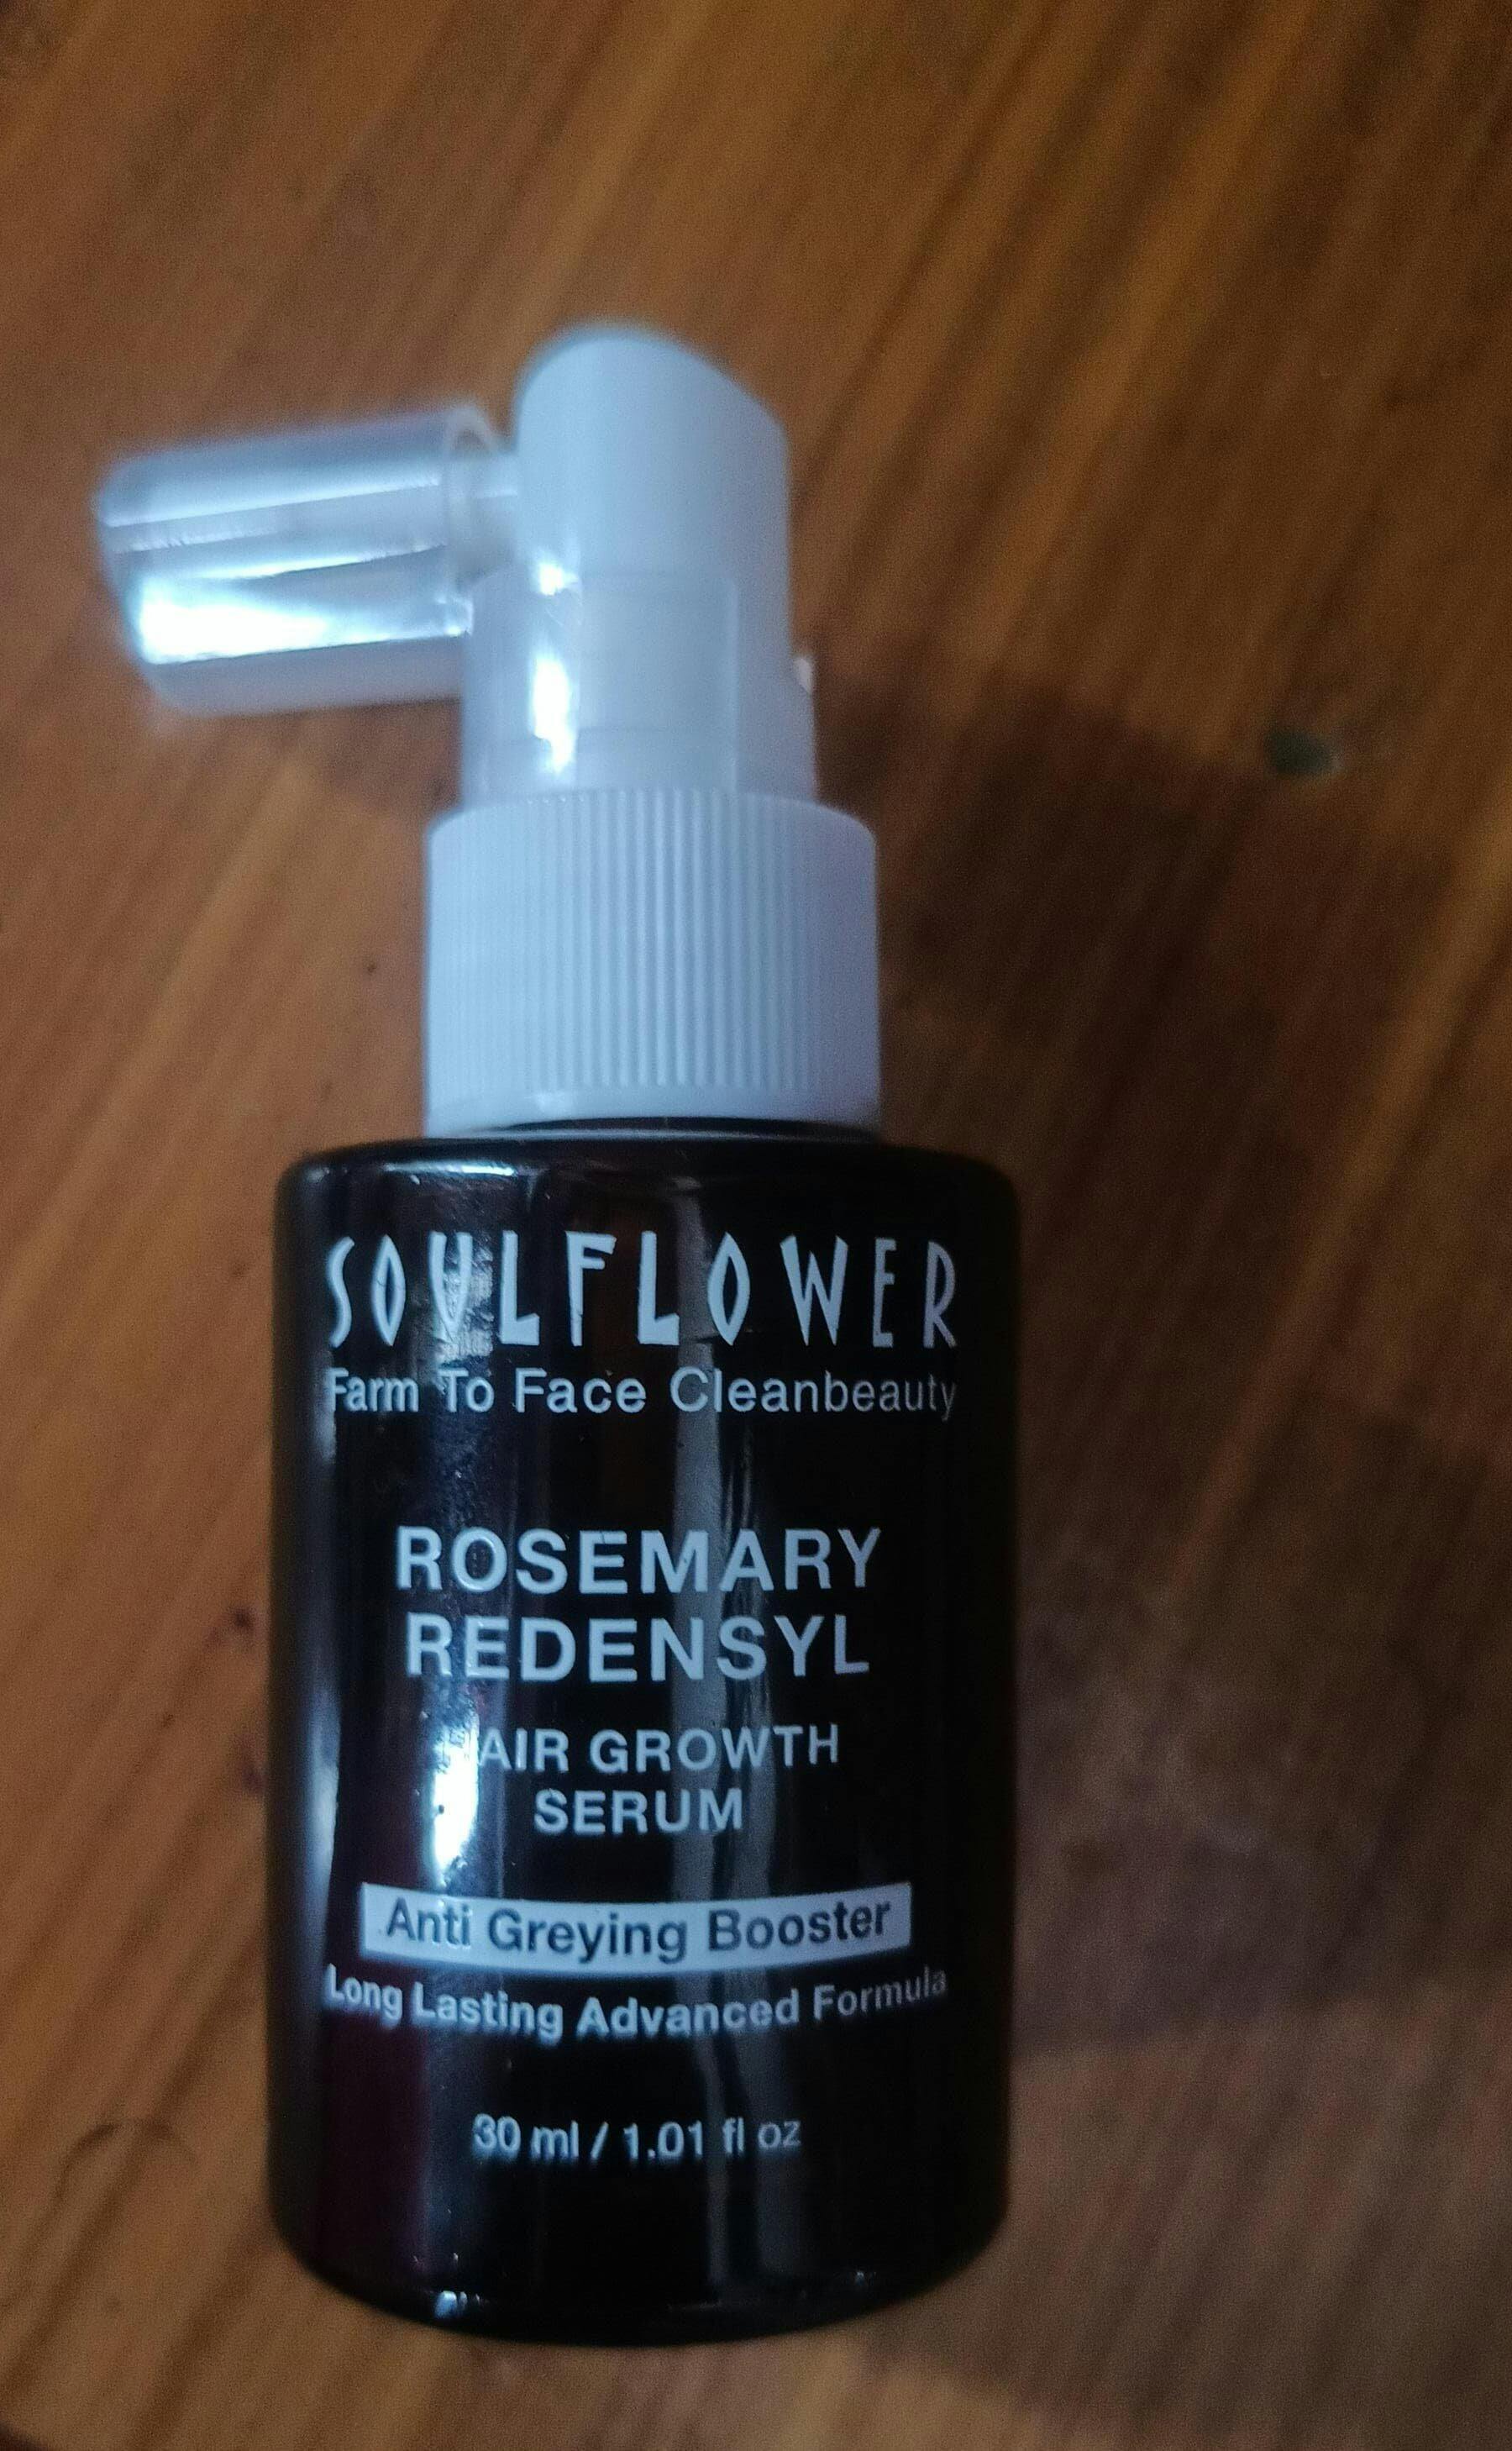 SOULFLOWER
Farm To Face Cleanbeauty
ROSEMARY
REDENSYL
HAIR GROWTH
SERUM
Anti Greying Booster
Long Lasting Advanced Formula
30 ml / 1.01 fl oz